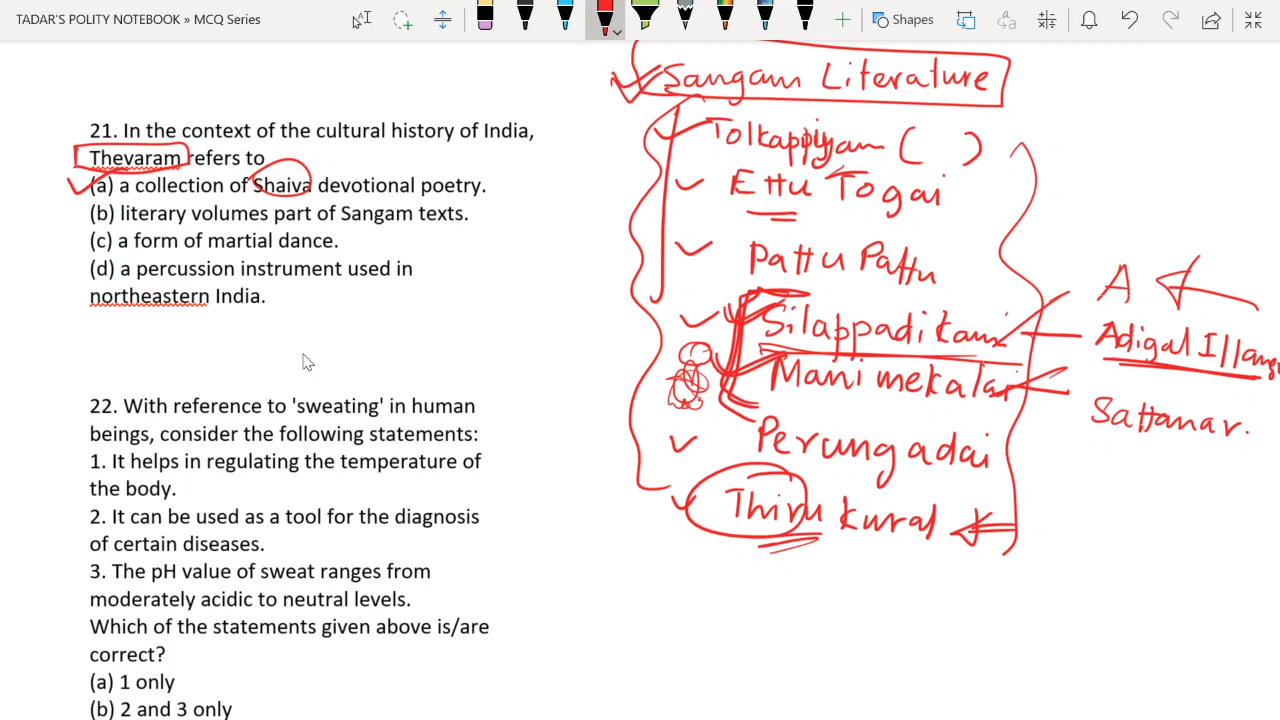 TADAR'S POLITY NOTEBOOK » MCQ Series
Shapes
21. In the context of the cultural history of India,
Thevaram refers to
(a) a collection of Shaiva devotional poetry.
(b) literary volumes part of Sangam texts.
(c) a form of martial dance.
(d) a percussion instrument used in
northeastern India.
22. With reference to 'sweating' in human
beings, consider the following statements:
1. It helps in regulating the temperature of
the body.
2. It can be used as a tool for the diagnosis
of certain diseases.
3. The pH value of sweat ranges from
moderately acidic to neutral levels.
Which of the statements given above is/are
correct?
(a) 1 only
(b) 2 and 3 only
Sangam Literature
Tolkappiyam ( )
Ettu Togai
Pattu Pattu
Silappadikam
Manimekalai
Perungadai
Thiru kural
A
Adigal Illango
Sattanar.